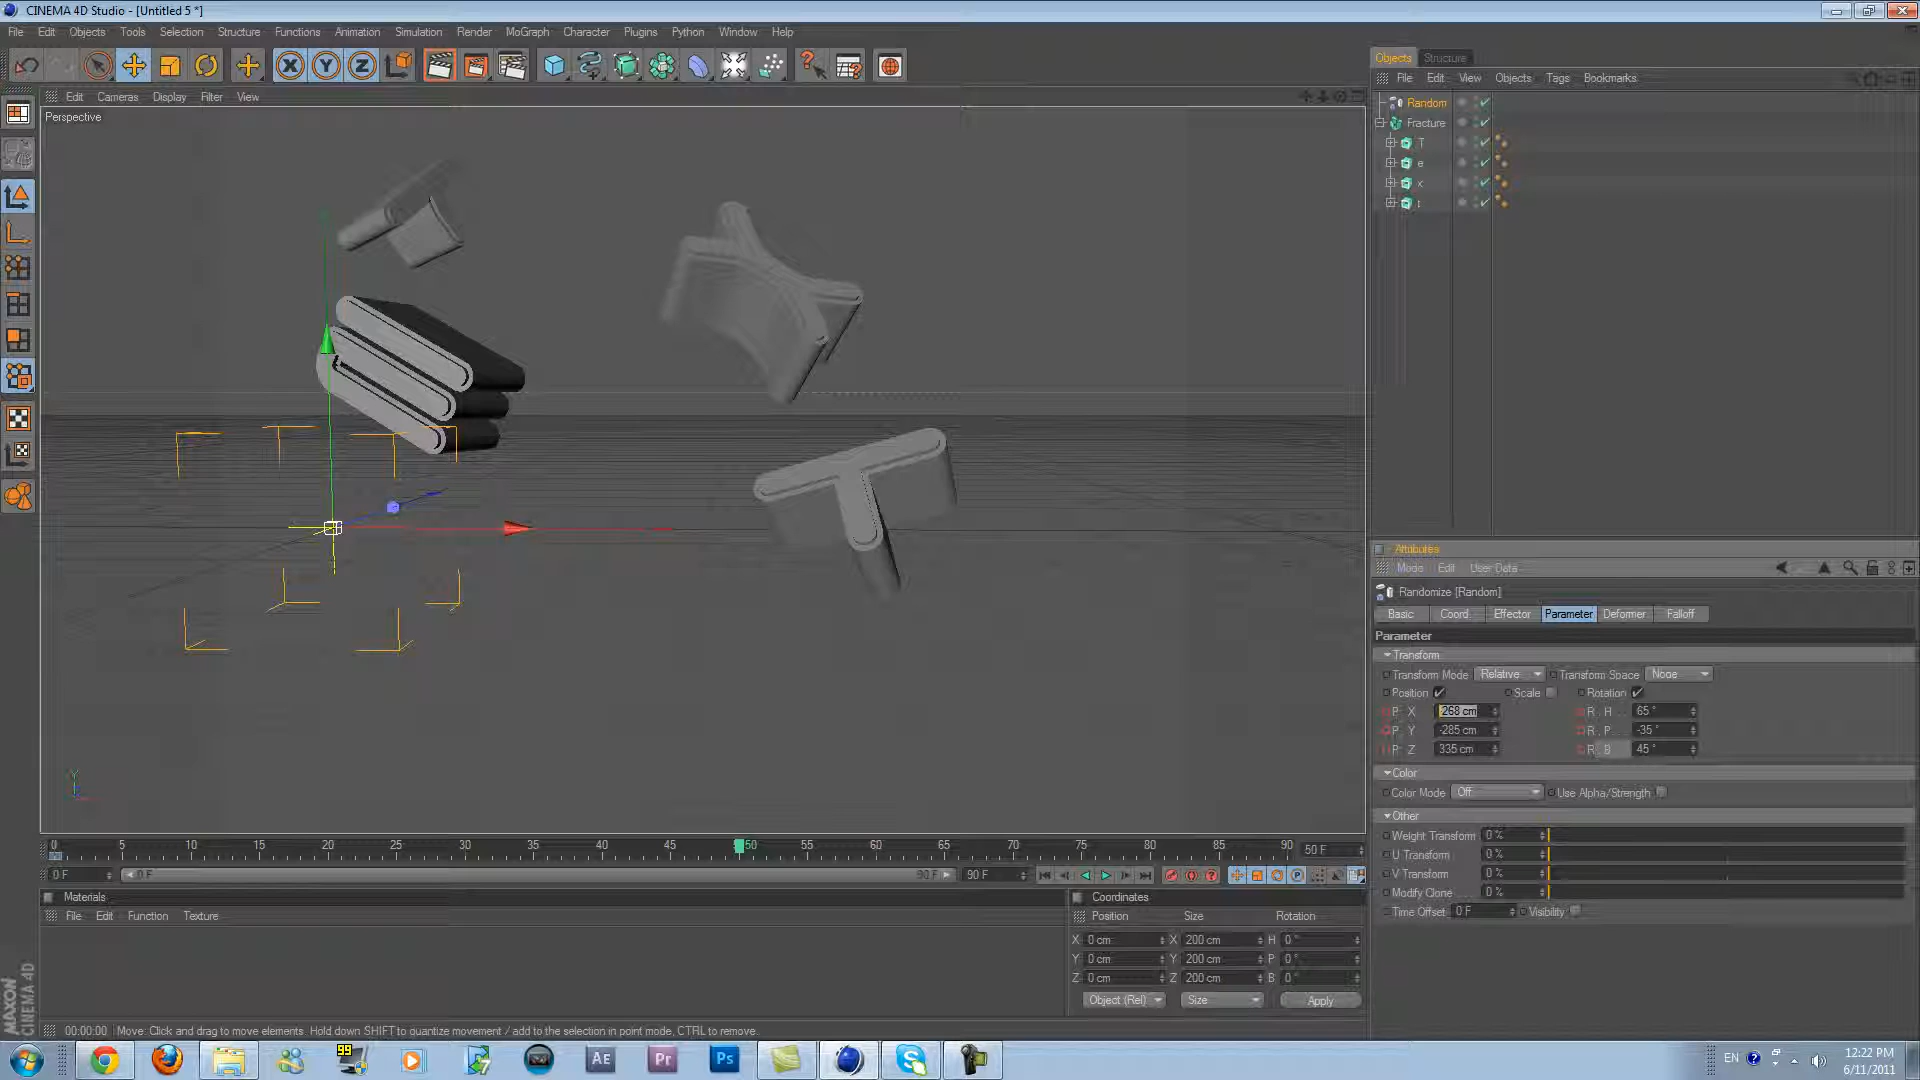 CINEMA 4D Studio - [Untitled 5 *]
File Edit Objects Tools Selection Structure Functions Animation Simulation Render MoGraph Character Plugins Python Window Help
Objects Structure
File Edit View Objects Tags Bookmarks
Edit Cameras Display Filter View
Perspective
Random
Fracture
T
e
x
t
Attributes
Mode Edit User Data
Randomize [Random]
Basic Coord Effector Parameter Deformer Falloff
Parameter
Transform
Transform Mode Relative Transform Space None
Position Scale Rotation
P X 268 cm R . H 65 °
P Y -285 cm R . P -35 °
P Z 335 cm R . B 45 °
Color
Color Mode Off Use Alpha/Strength
Other
Weight Transform 0 %
U Transform 0 %
V Transform 0 %
Modify Clone 0 %
Time Offset 0 F Visibility
0 5 10 15 20 25 30 35 40 45 50 55 60 65 70 75 80 85 90 50 F
0 F 0 F 90 F 90 F
Materials
File Edit Function Texture
Coordinates
Position Size Rotation
X 0 cm X 200 cm H 0 °
Y 0 cm Y 200 cm P 0 °
Z 0 cm Z 200 cm B 0 °
Object (Rel) Size Apply
MAXON
CINEMA 4D
00:00:00 Move: Click and drag to move elements. Hold down SHIFT to quantize movement / add to the selection in point mode, CTRL to remove.
99
AE Pr Ps
EN 12:22 PM
6/11/2011